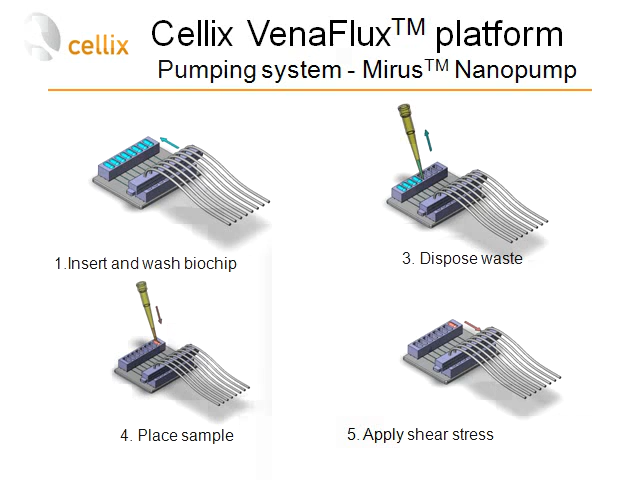 cellix
Cellix VenaFlux™ platform
Pumping system - Mirus™ Nanopump
1.Insert and wash biochip
3. Dispose waste
4. Place sample
5. Apply shear stress